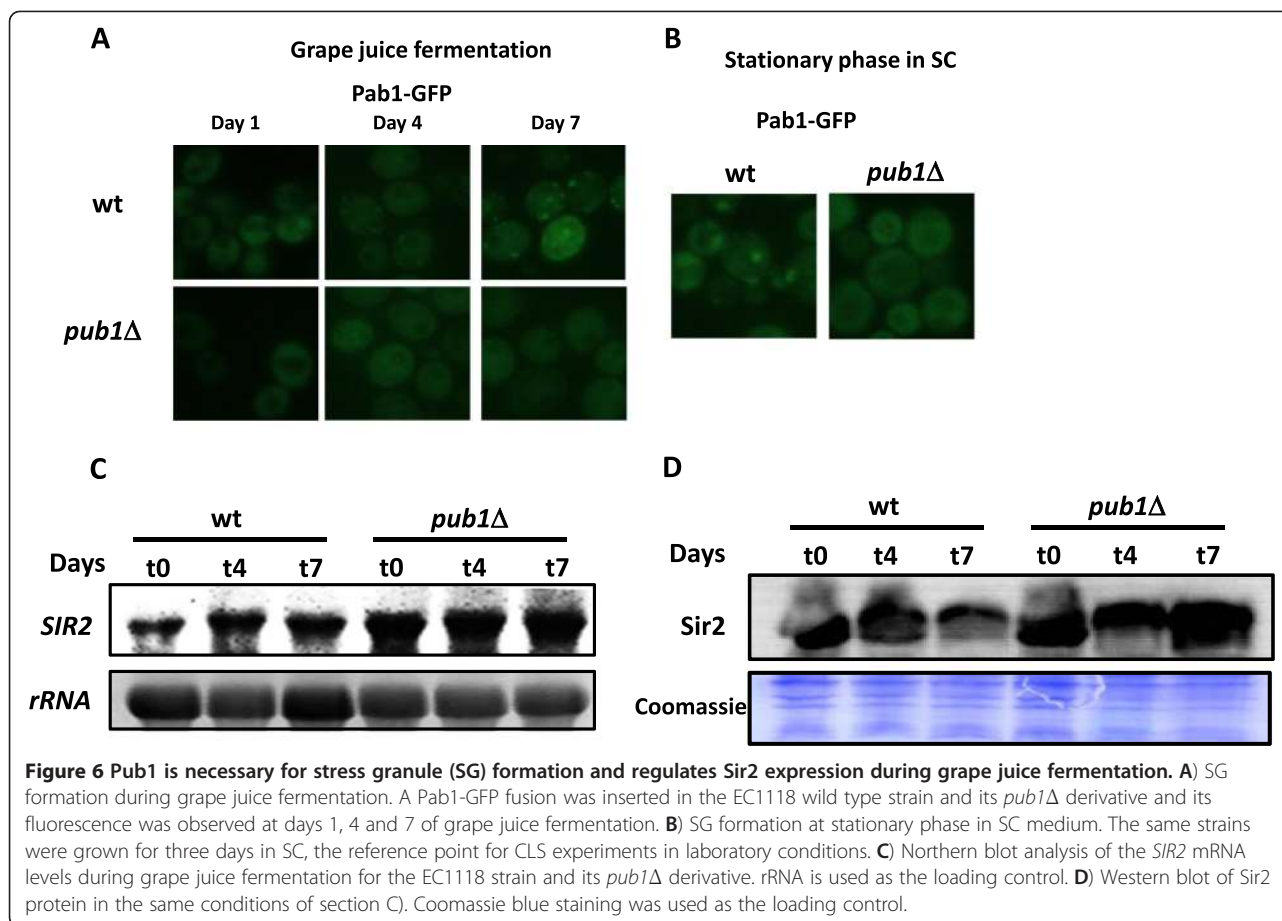 A
Grape juice fermentation
Pab1-GFP
Day 1 Day 4 Day 7
wt
pub1Δ
B
Stationary phase in SC
Pab1-GFP
wt pub1Δ
C
wt pub1Δ
Days t0 t4 t7 t0 t4 t7
SIR2
rRNA
D
wt pub1Δ
Days t0 t4 t7 t0 t4 t7
Sir2
Coomassie
Figure 6 Pub1 is necessary for stress granule (SG) formation and regulates Sir2 expression during grape juice fermentation. A) SG
formation during grape juice fermentation. A Pab1-GFP fusion was inserted in the EC1118 wild type strain and its pub1Δ derivative and its
fluorescence was observed at days 1, 4 and 7 of grape juice fermentation. B) SG formation at stationary phase in SC medium. The same strains
were grown for three days in SC, the reference point for CLS experiments in laboratory conditions. C) Northern blot analysis of the SIR2 mRNA
levels during grape juice fermentation for the EC1118 strain and its pub1Δ derivative. rRNA is used as the loading control. D) Western blot of Sir2
protein in the same conditions of section C). Coomassie blue staining was used as the loading control.